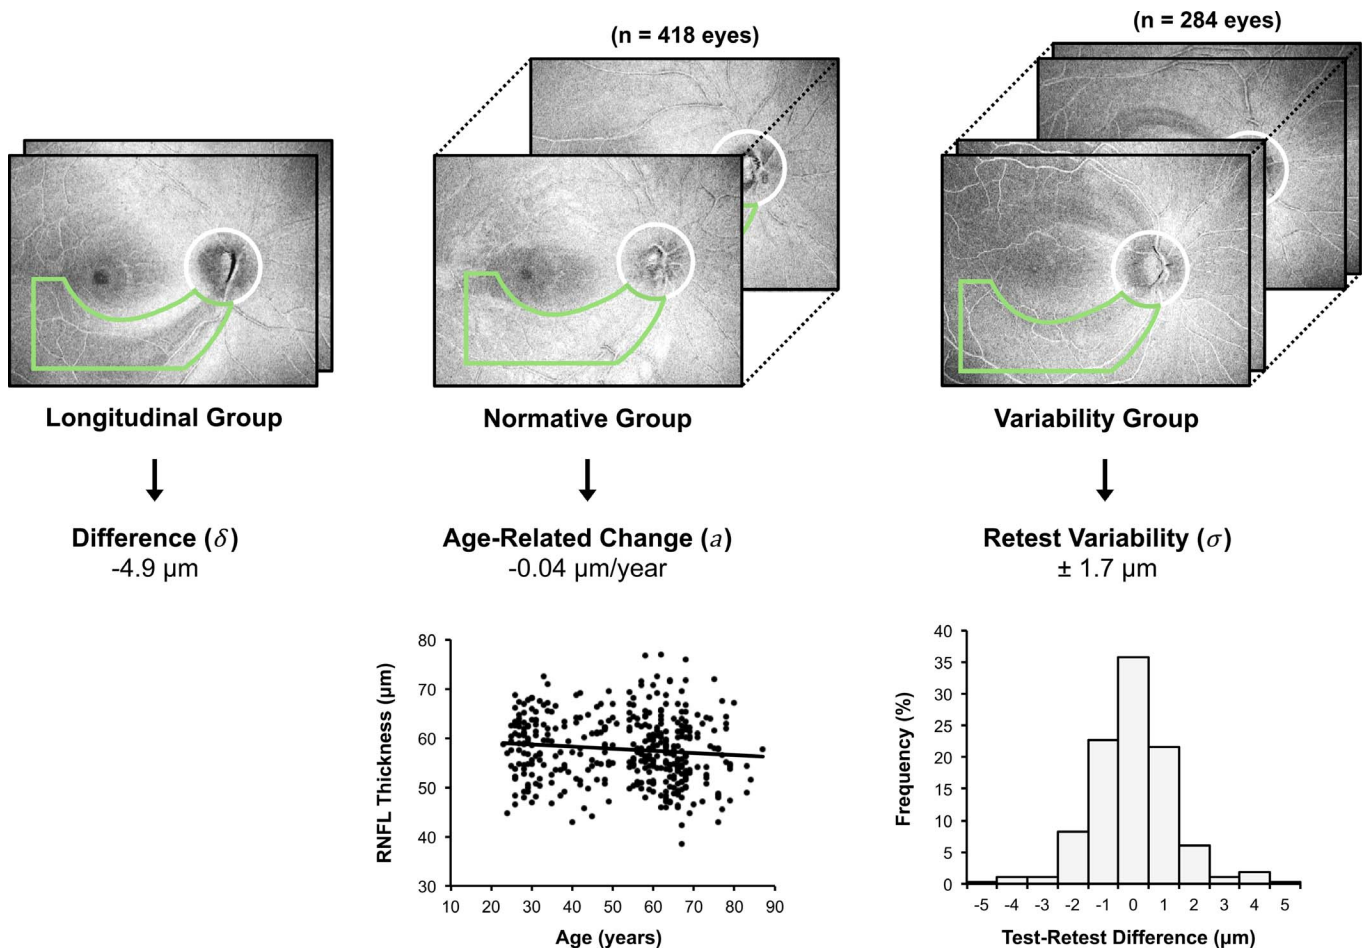 (n = 418 eyes)
(n = 284 eyes)
Longitudinal Group
Normative Group
Variability Group
Difference (δ)
-4.9 µm
Age-Related Change (a)
-0.04 µm/year
Retest Variability (σ)
± 1.7 µm
RNFL Thickness (µm)
80
70
60
50
40
30
10 20 30 40 50 60 70 80 90
Age (years)
Frequency (%)
40
35
30
25
20
15
10
5
0
-5 -4 -3 -2 -1 0 1 2 3 4 5
Test-Retest Difference (µm)